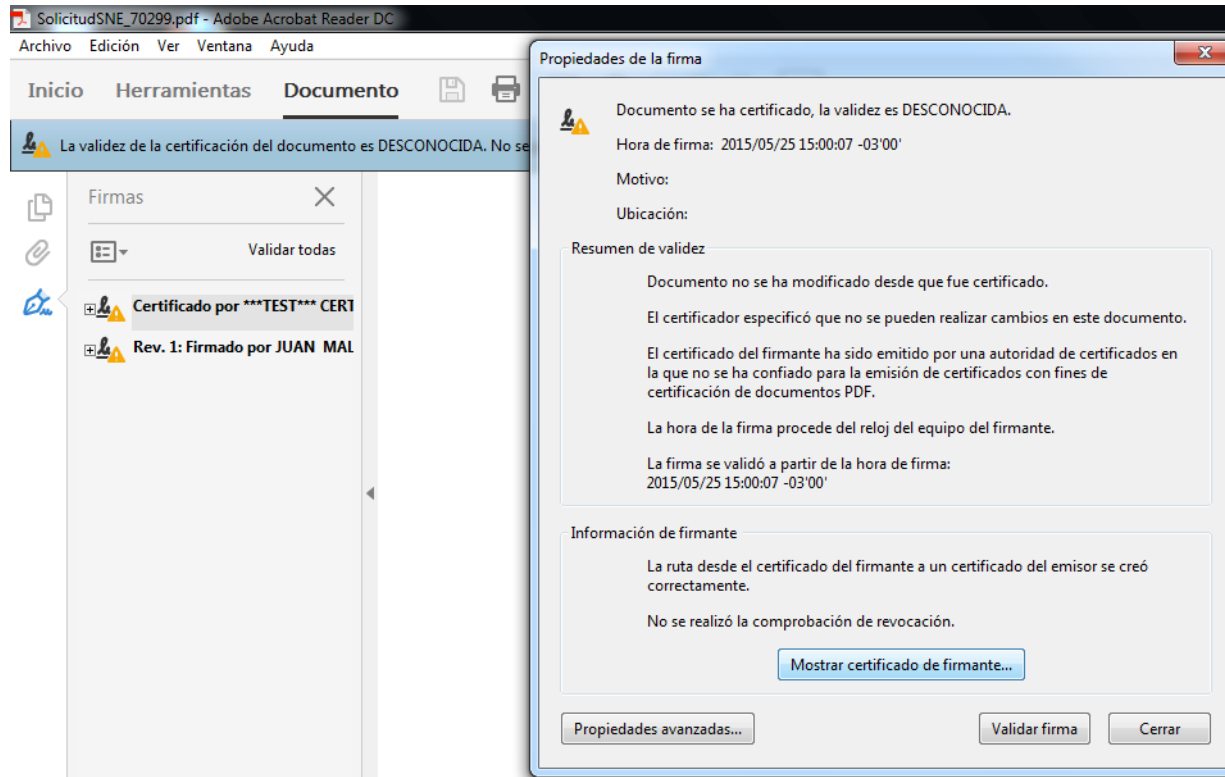 SolicitudSNE_70299.pdf - Adobe Acrobat Reader DC
Archivo Edición Ver Ventana Ayuda
Inicio Herramientas Documento
La validez de la certificación del documento es DESCONOCIDA. No se
Firmas
Validar todas
Certificado por ***TEST*** CERT
Rev. 1: Firmado por JUAN MAL
Propiedades de la firma
Documento se ha certificado, la validez es DESCONOCIDA.
Hora de firma: 2015/05/25 15:00:07 -03'00'
Motivo:
Ubicación:
Resumen de validez
Documento no se ha modificado desde que fue certificado.
El certificador especificó que no se pueden realizar cambios en este documento.
El certificado del firmante ha sido emitido por una autoridad de certificados en
la que no se ha confiado para la emisión de certificados con fines de
certificación de documentos PDF.
La hora de la firma procede del reloj del equipo del firmante.
La firma se validó a partir de la hora de firma:
2015/05/25 15:00:07 -03'00'
Información de firmante
La ruta desde el certificado del firmante a un certificado del emisor se creó
correctamente.
No se realizó la comprobación de revocación.
Mostrar certificado de firmante...
Propiedades avanzadas...
Validar firma
Cerrar